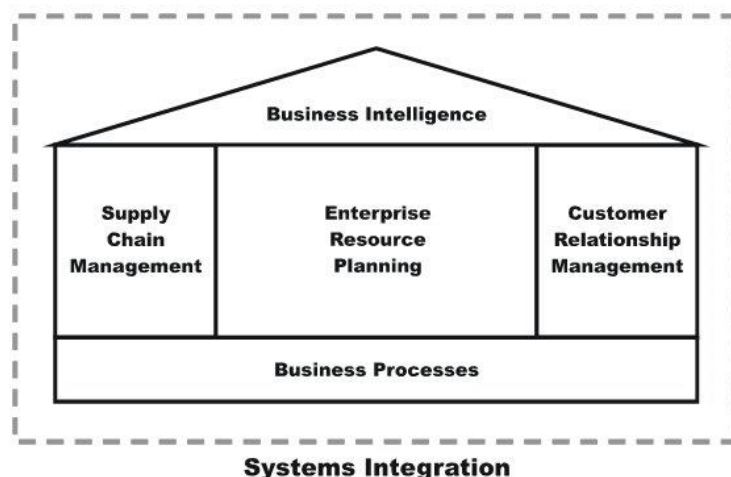 Business Intelligence
Supply
Chain
Management
Enterprise
Resource
Planning
Customer
Relationship
Management
Business Processes
Systems Integration